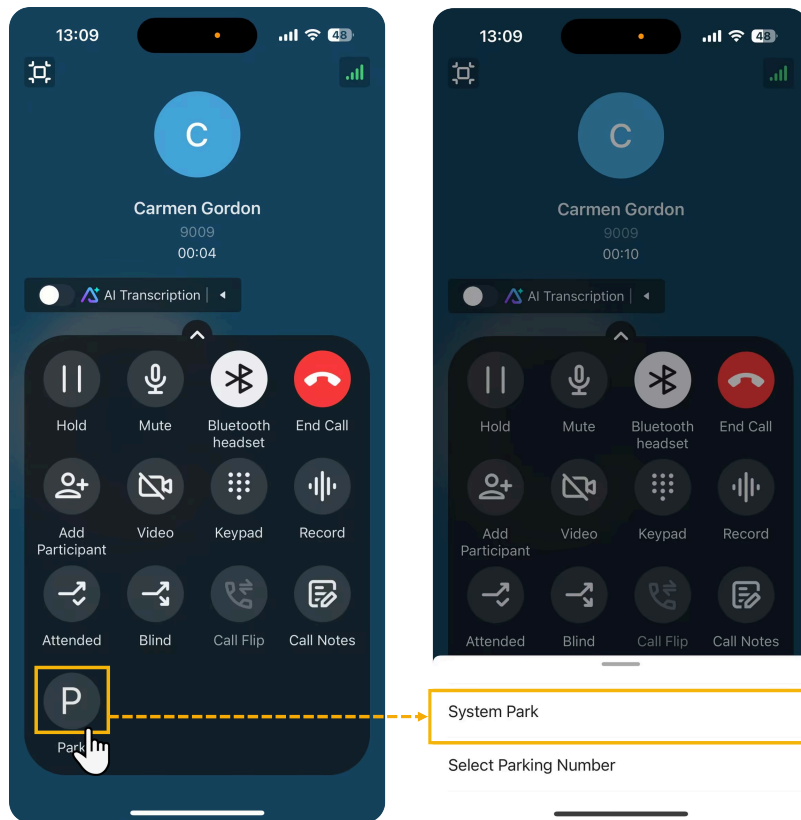 13:09
48
C
Carmen Gordon
9009
00:04
AI Transcription
Hold
Mute
Bluetooth
headset
End Call
Add
Participant
Video
Keypad
Record
Attended
Blind
Call Flip
Call Notes
P
Park
13:09
48
C
Carmen Gordon
9009
00:10
AI Transcription
Hold
Mute
Bluetooth
headset
End Call
Add
Participant
Video
Keypad
Record
Attended
Blind
Call Flip
Call Notes
System Park
Select Parking Number